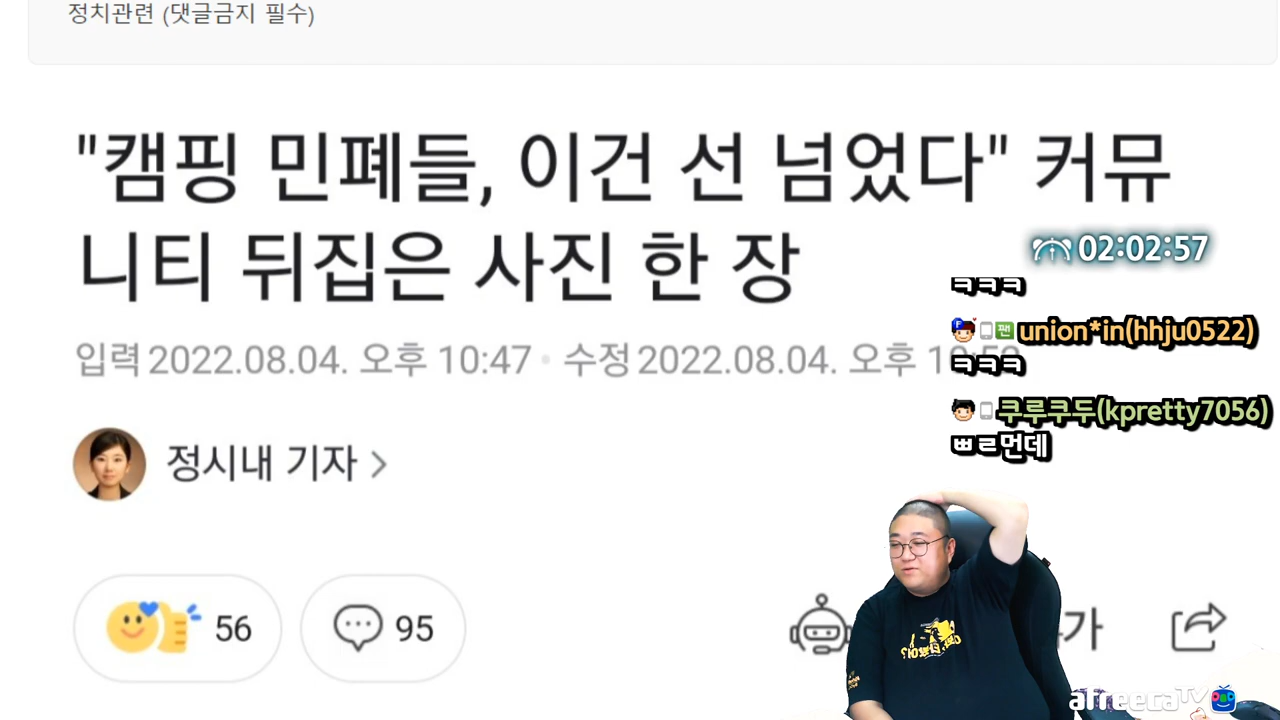 정치관련 (댓글금지 필수)
"캠핑 민폐들, 이건 선 넘었다" 커뮤
니티 뒤집은 사진 한 장
입력 2022.08.04. 오후 10:47 수정 2022.08.04. 오후
정시내 기자
56
95
가
02:02:57
ㅋㅋㅋ
팬 union*in(hhju0522)
ㅋㅋㅋ
쿠루쿠두(kpretty7056)
ㅃㄹ먼데
afreecaTV